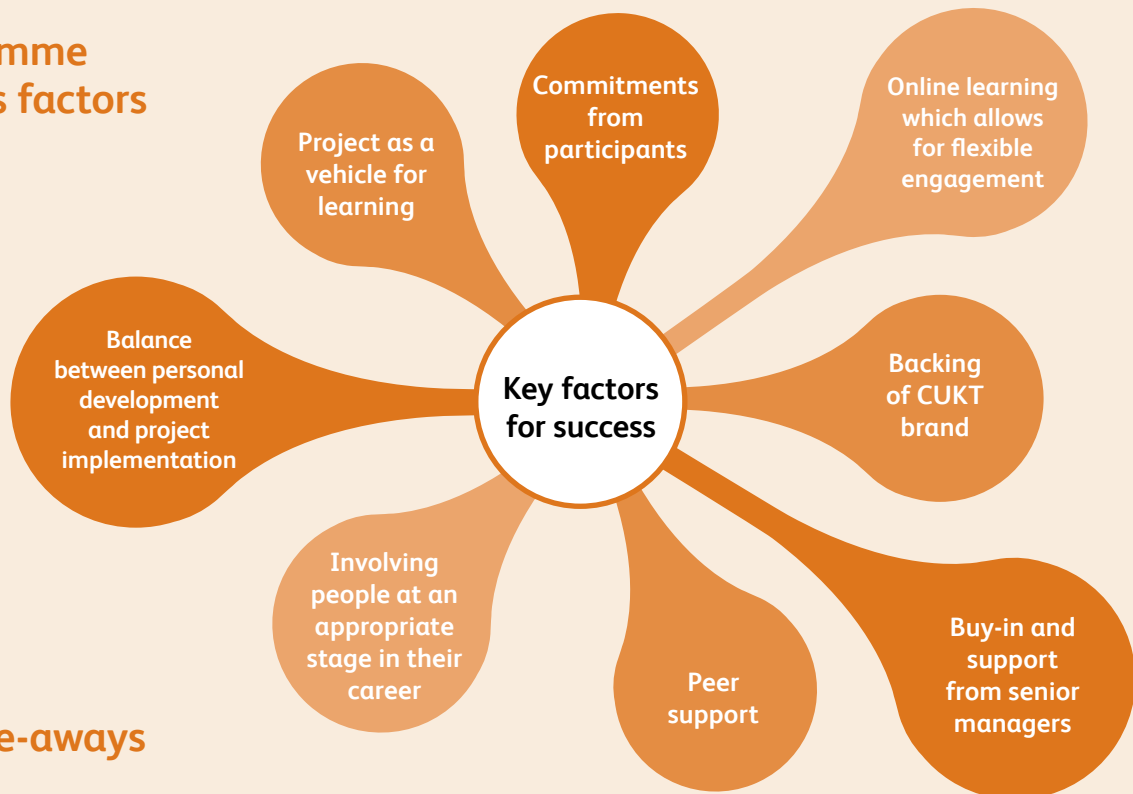 mme
s factors
Commitments
from
participants
Online learning
which allows
for flexible
engagement
Project as a
vehicle for
learning
Balance
between personal
development
and project
implementation
Key factors
for success
Backing
of CUKT
brand
Involving
people at an
appropriate
stage in their
career
Peer
support
Buy-in and
support
from senior
managers
e-aways